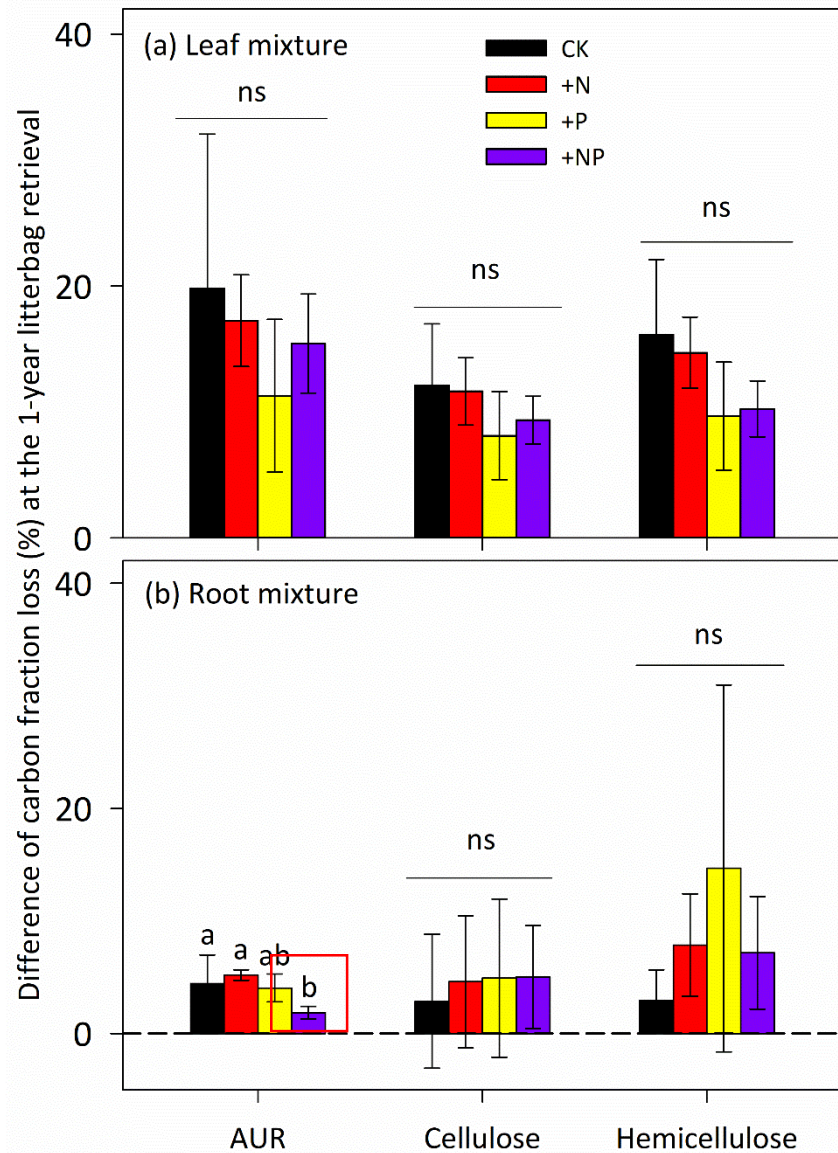 Difference of carbon fraction loss (%) at the 1-year litterbag retrieval
40
(a) Leaf mixture
CK
+N
+P
+NP
ns
ns
ns
20
0
40
(b) Root mixture
ns
ns
20
a
a
ab
b
0
AUR
Cellulose
Hemicellulose